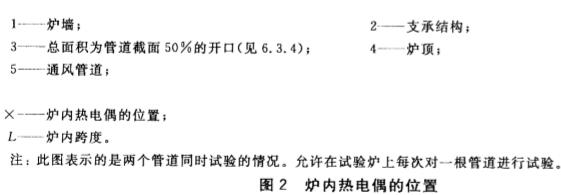 1——炉墙；
2——支承结构；
3——总面积为管道截面50%的开口(见6.3.4)；
4——炉顶；
5——通风管道；
×——炉内热电偶的位置；
L——炉内跨度。
注：此图表示的是两个管道同时试验的情况。允许在试验炉上每次对一根管道进行试验。
图2 炉内热电偶的位置